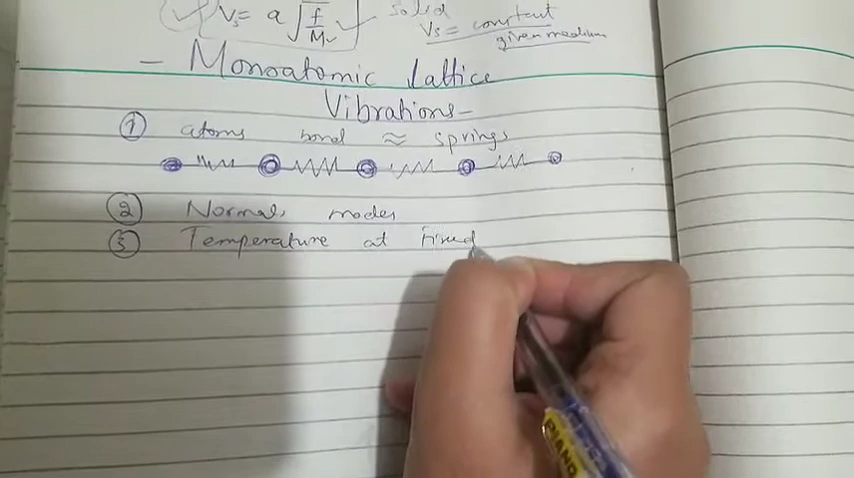 Vs = a √f/M solid
Vs = constant
given medium
- Monoatomic Lattice
Vibrations-
① atoms bond ≈ springs
② Normal modes
③ Temperature at fixed
PIANO